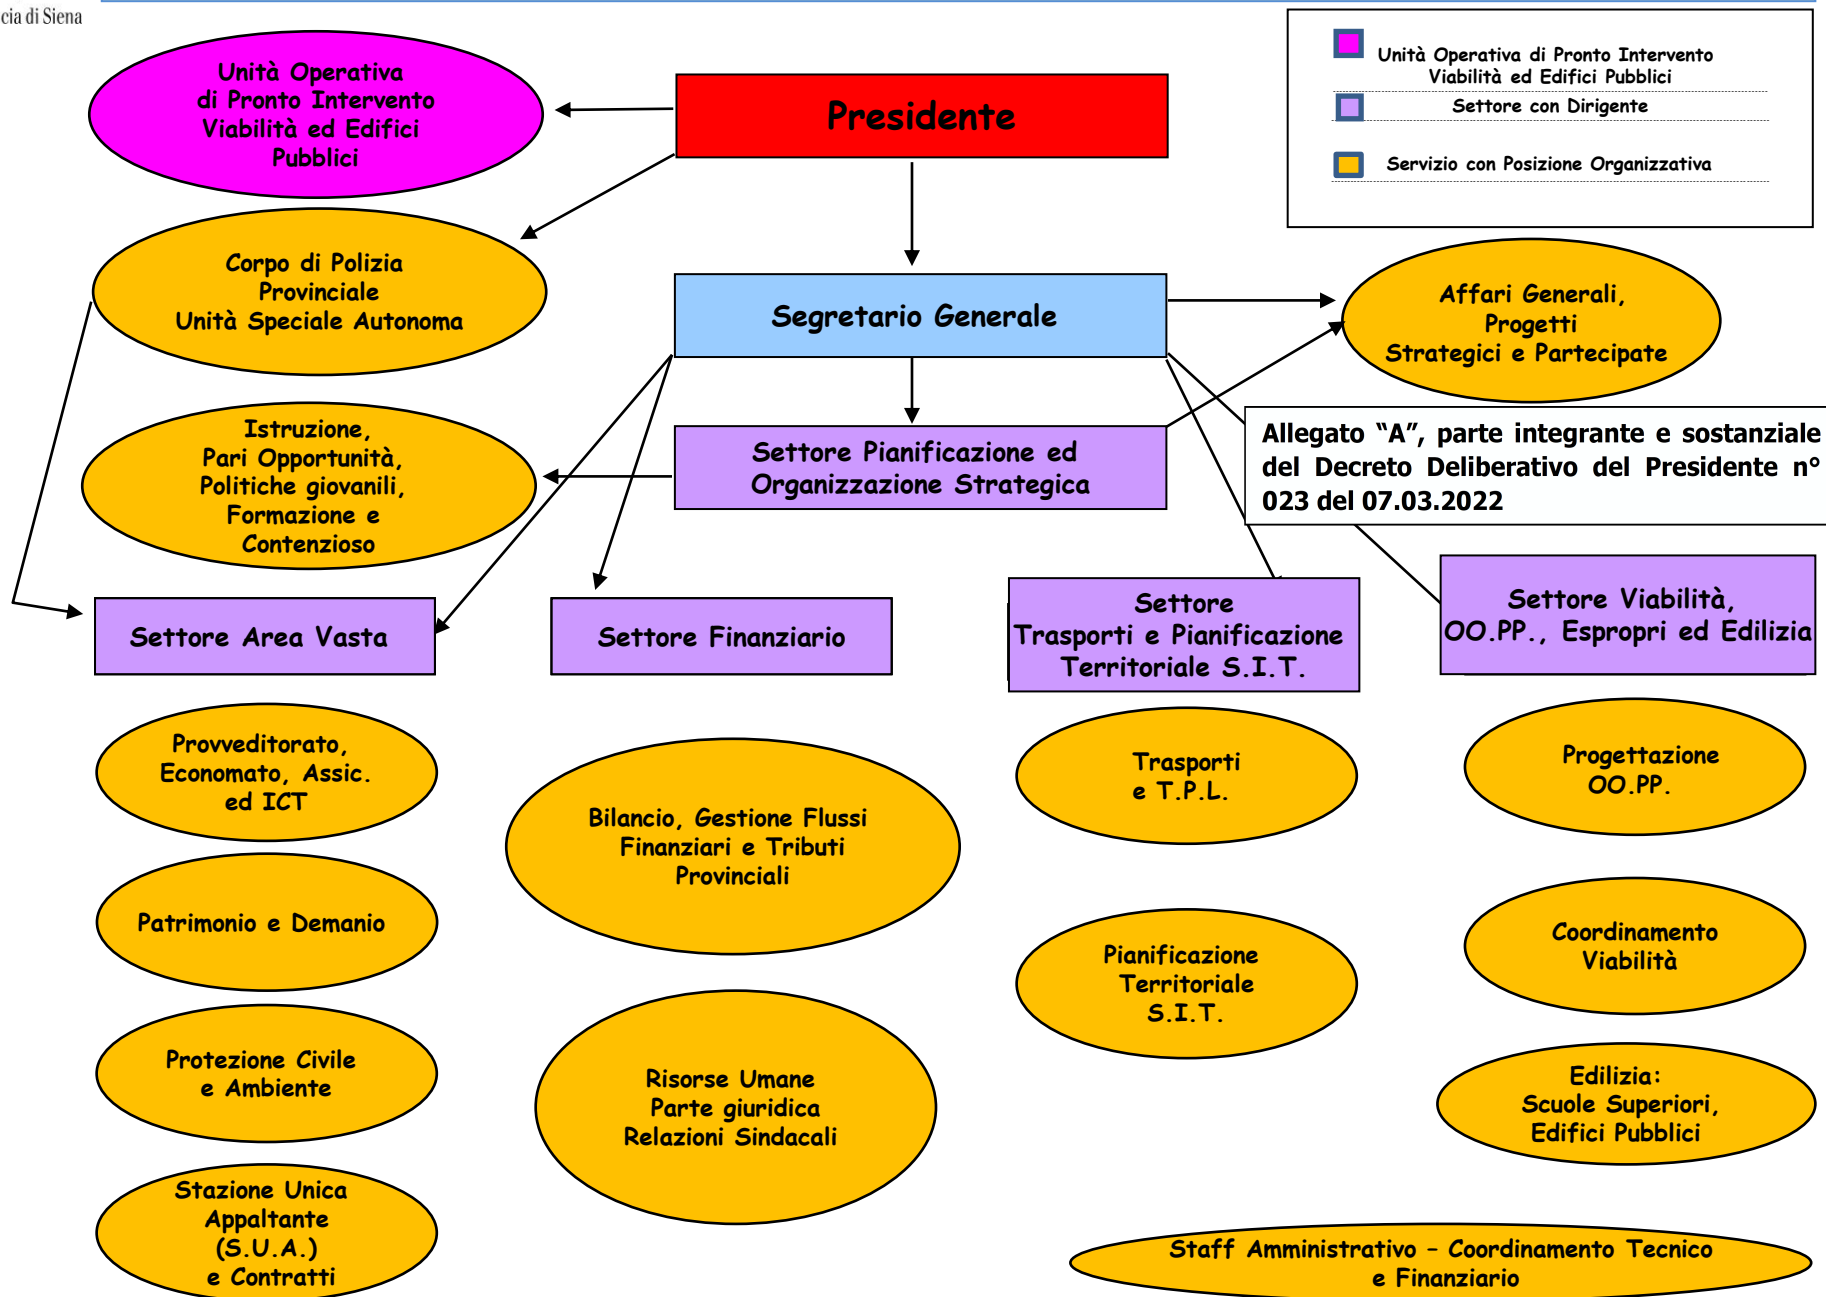 cia di Siena
Unità Operativa
di Pronto Intervento
Viabilità ed Edifici
Pubblici
Presidente
Unità Operativa di Pronto Intervento
Viabilità ed Edifici Pubblici
Settore con Dirigente
Servizio con Posizione Organizzativa
Corpo di Polizia
Provinciale
Unità Speciale Autonoma
Segretario Generale
Affari Generali,
Progetti
Strategici e Partecipate
Istruzione,
Pari Opportunità,
Politiche giovanili,
Formazione e
Contenzioso
Settore Pianificazione ed
Organizzazione Strategica
Allegato “A”, parte integrante e sostanziale
del Decreto Deliberativo del Presidente n°
023 del 07.03.2022
Settore Area Vasta
Settore Finanziario
Settore
Trasporti e Pianificazione
Territoriale S.I.T.
Settore Viabilità,
OO.PP., Espropri ed Edilizia
Provveditorato,
Economato, Assic.
ed ICT
Patrimonio e Demanio
Protezione Civile
e Ambiente
Stazione Unica
Appaltante
(S.U.A.)
e Contratti
Bilancio, Gestione Flussi
Finanziari e Tributi
Provinciali
Risorse Umane
Parte giuridica
Relazioni Sindacali
Trasporti
e T.P.L.
Pianificazione
Territoriale
S.I.T.
Progettazione
OO.PP.
Coordinamento
Viabilità
Edilizia:
Scuole Superiori,
Edifici Pubblici
Staff Amministrativo – Coordinamento Tecnico
e Finanziario